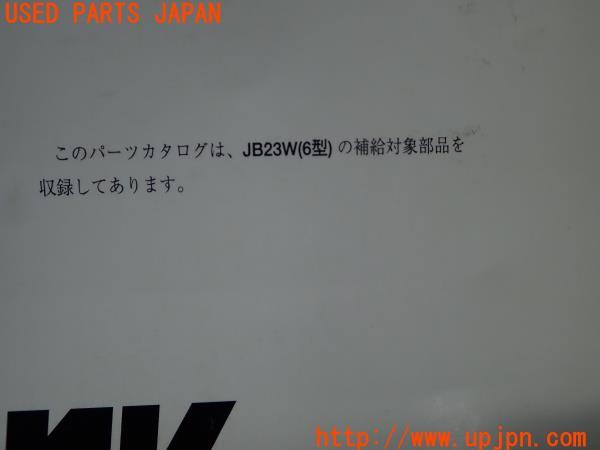 USED PARTS JAPAN
このパーツカタログは、JB23W(6型)の補給対象部品を
収録してあります。
http://www.upjpn.com/